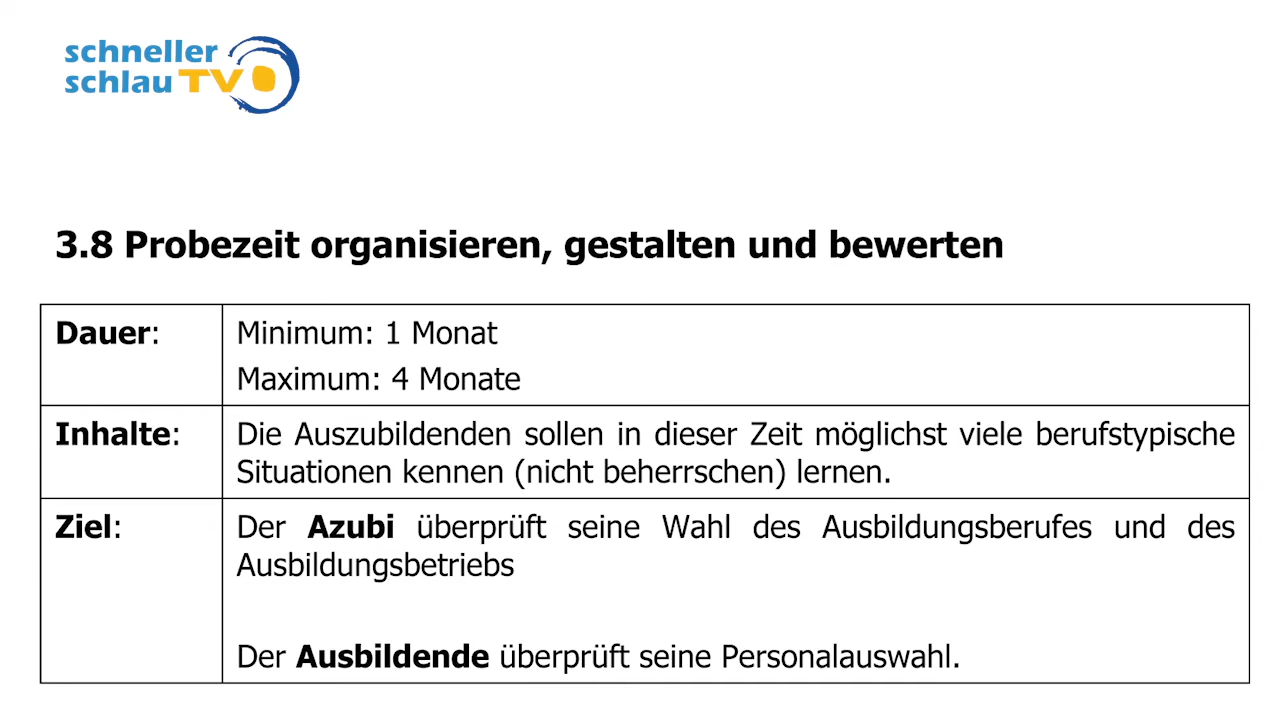 schneller
schlau TV
3.8 Probezeit organisieren, gestalten und bewerten
Dauer:
Minimum: 1 Monat
Maximum: 4 Monate
Inhalte:
Die Auszubildenden sollen in dieser Zeit möglichst viele berufstypische
Situationen kennen (nicht beherrschen) lernen.
Ziel:
Der Azubi überprüft seine Wahl des Ausbildungsberufes und des
Ausbildungsbetriebs
Der Ausbildende überprüft seine Personalauswahl.